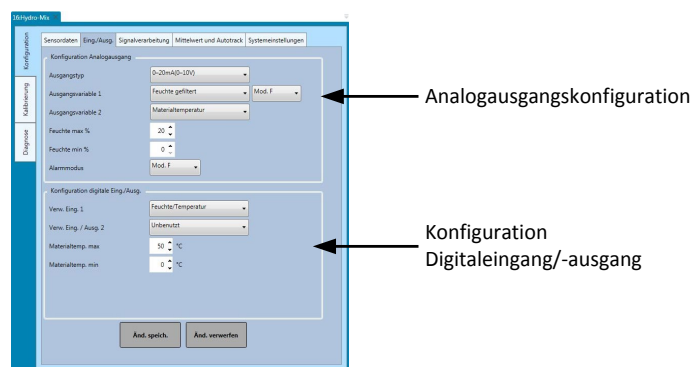 16:Hydro-Mix
Konfiguration
Kalibrierung
Diagnose
Sensordaten Eing./Ausg. Signalverarbeitung Mittelwert und Autotrack Systemeinstellungen
Konfiguration Analogausgang
Ausgangstyp 0–20mA(0–10V)
Ausgangsvariable 1 Feuchte gefiltert Mod. F
Ausgangsvariable 2 Materialtemperatur
Feuchte max % 20
Feuchte min % 0
Alarmmodus Mod. F
Konfiguration digitale Eing./Ausg.
Verw. Eing. 1 Feuchte/Temperatur
Verw. Eing. / Ausg. 2 Unbenutzt
Materialtemp. max 50 °C
Materialtemp. min 0 °C
Änd. speich. Änd. verwerfen
Analogausgangskonfiguration
Konfiguration
Digitaleingang/-ausgang